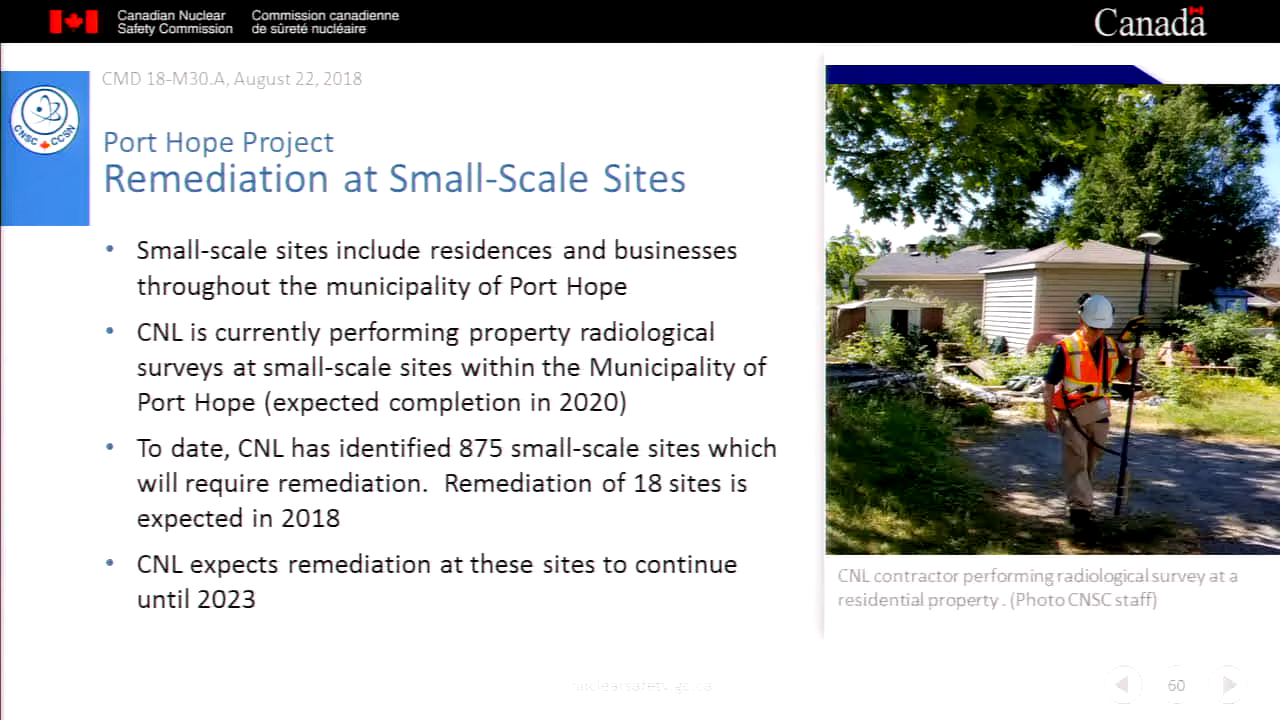 Canadian Nuclear
Safety Commission
Commission canadienne
de sûreté nucléaire
Canada
CMD 18-M30.A, August 22, 2018
CNSC CCSN
Port Hope Project
Remediation at Small-Scale Sites
• Small-scale sites include residences and businesses
throughout the municipality of Port Hope
• CNL is currently performing property radiological
surveys at small-scale sites within the Municipality of
Port Hope (expected completion in 2020)
• To date, CNL has identified 875 small-scale sites which
will require remediation. Remediation of 18 sites is
expected in 2018
• CNL expects remediation at these sites to continue
until 2023
CNL contractor performing radiological survey at a
residential property. (Photo CNSC staff)
nuclearsafety.gc.ca
60